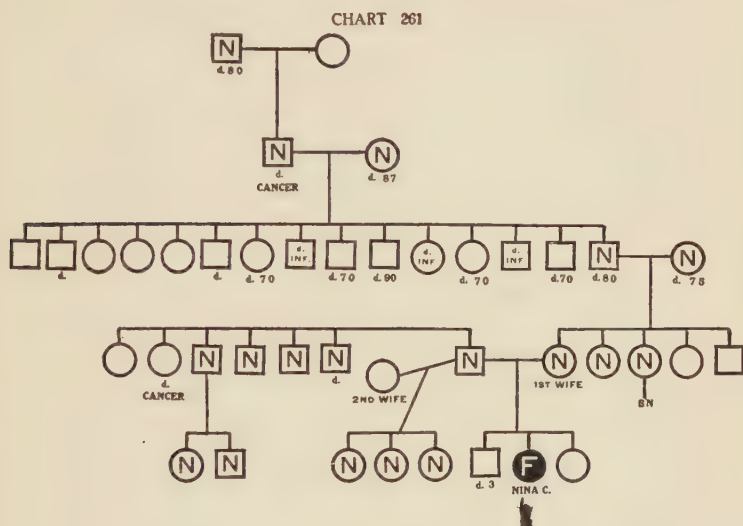 CHART 261
N
d. 80
N N
d. d. 87
CANCER
d. d. d. N N
INF. INF INF
d. d. d. 70 d.70 d.90 d. 70 d.70 d.80 d. 75
N N N N N N N N
d. d.
CANCER 2ND WIFE 1ST WIFE
8N
N N N N N F
d. 3
NINA C.